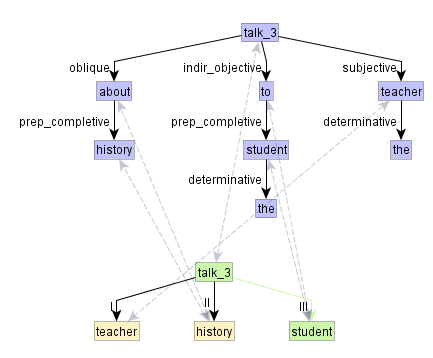 talk_3
oblique indir_objective subjective
about to teacher
prep_completive prep_completive determinative
history student the
determinative
the
talk_3
I II III
teacher history student